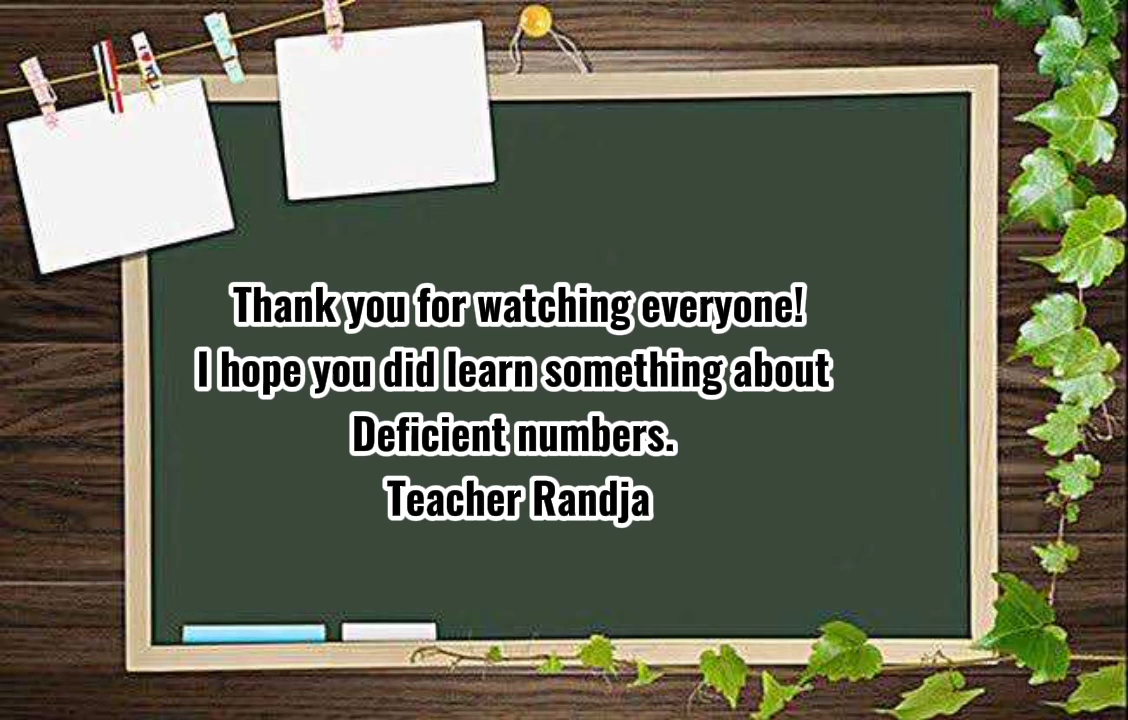 Thank you for watching everyone!
I hope you did learn something about
Deficient numbers.
Teacher Randja